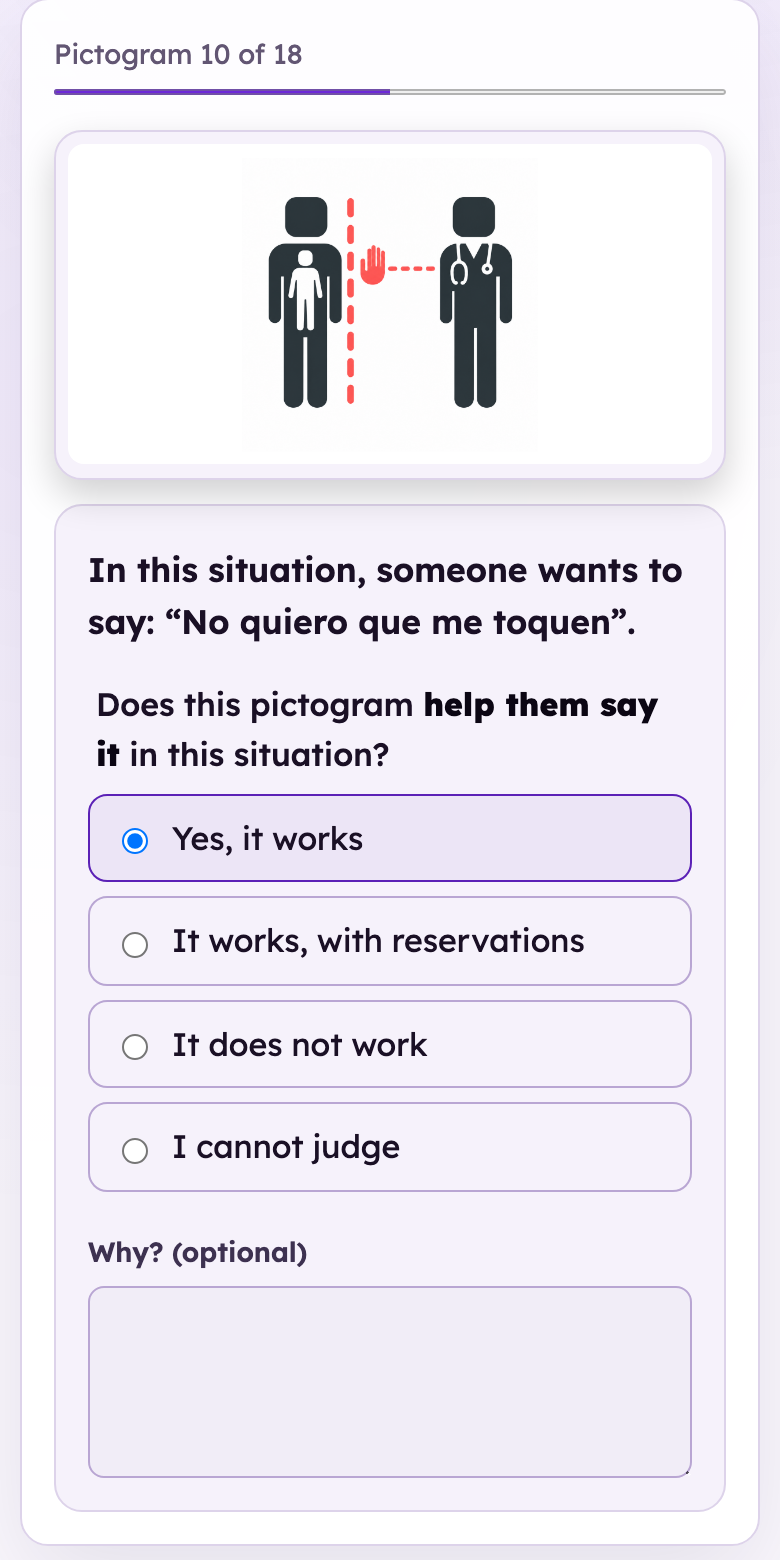 Pictogram 10 of 18
In this situation, someone wants to
say: “No quiero que me toquen”.
Does this pictogram help them say
it in this situation?
Yes, it works
It works, with reservations
It does not work
I cannot judge
Why? (optional)